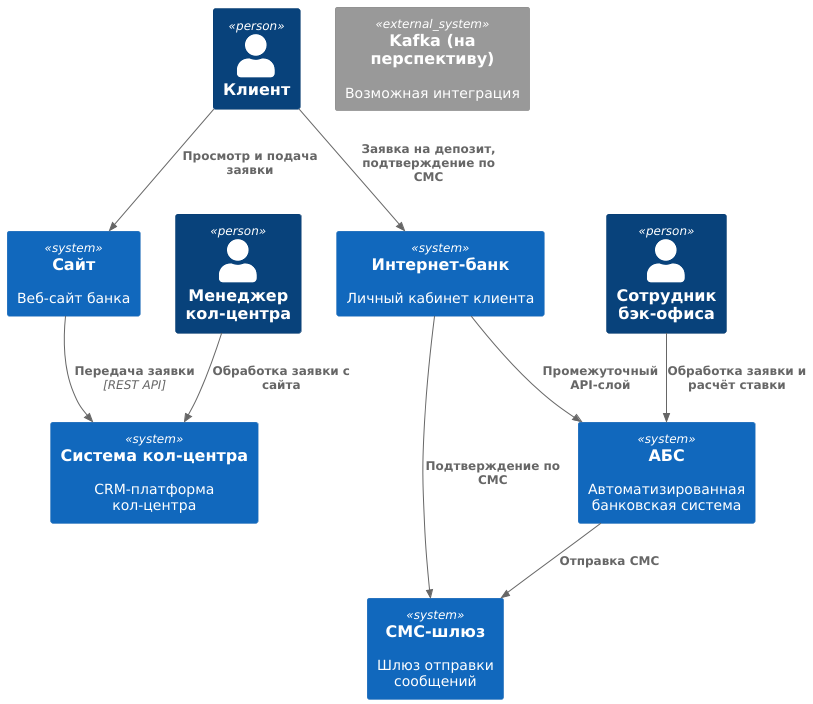 «person»
Клиент
«external_system»
Kafka (на
перспективу)
Возможная интеграция
Просмотр и подача
заявки
Заявка на депозит,
подтверждение по
СМС
«system»
Сайт
Веб-сайт банка
«person»
Менеджер
кол-центра
«system»
Интернет-банк
Личный кабинет клиента
«person»
Сотрудник
бэк-офиса
Передача заявки
[REST API]
Обработка заявки с
сайта
Промежуточный
API-слой
Обработка заявки и
расчёт ставки
«system»
Система кол-центра
CRM-платформа
кол-центра
Подтверждение по
СМС
«system»
АБС
Автоматизированная
банковская система
Отправка СМС
«system»
СМС-шлюз
Шлюз отправки
сообщений